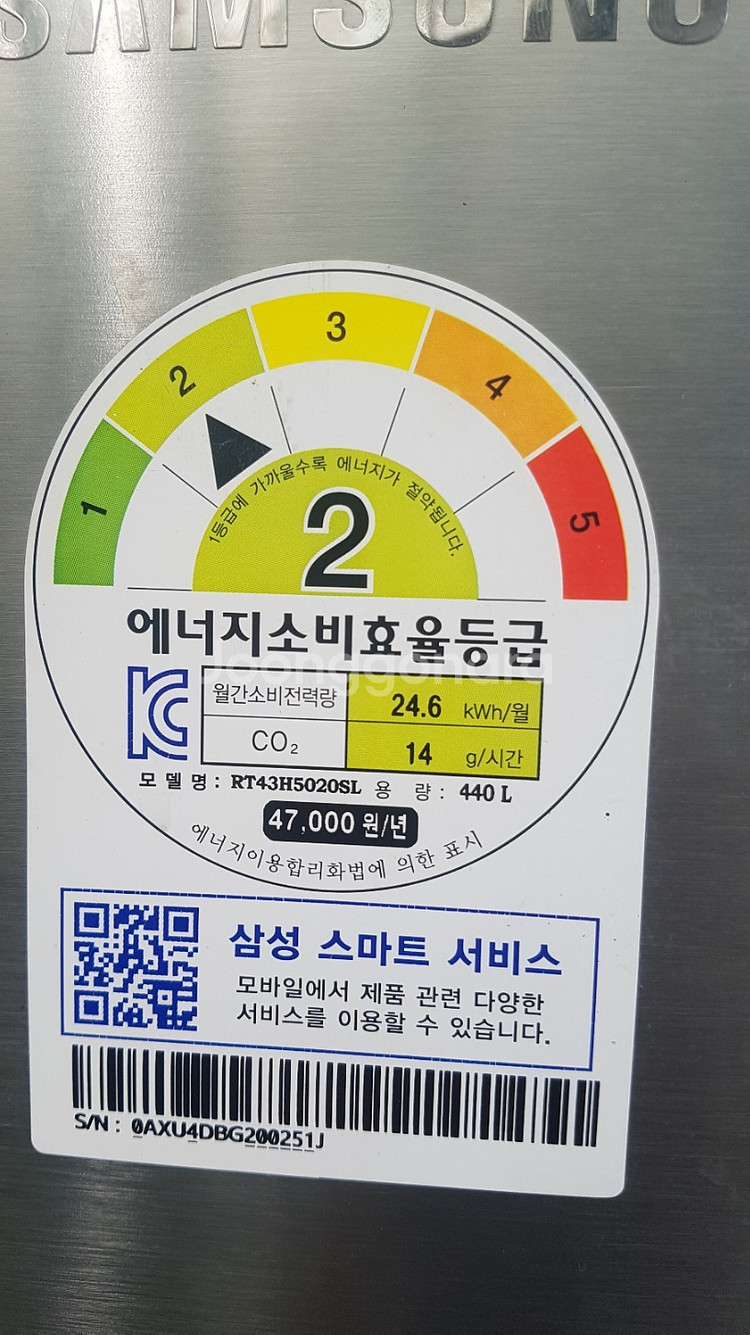 SAMSUNG
1 2 3 4 5
1등급에 가까울수록 에너지가 절약됩니다.
2
에너지소비효율등급
Joonggonara
월간소비전력량 24.6 kWh/월
CO₂ 14 g/시간
모 델 명 : RT43H5020SL 용 량 : 440 L
47,000 원/년
에너지이용합리화법에 의한 표시
삼성 스마트 서비스
모바일에서 제품 관련 다양한
서비스를 이용할 수 있습니다.
S/N : 0AXU4DBG200251J